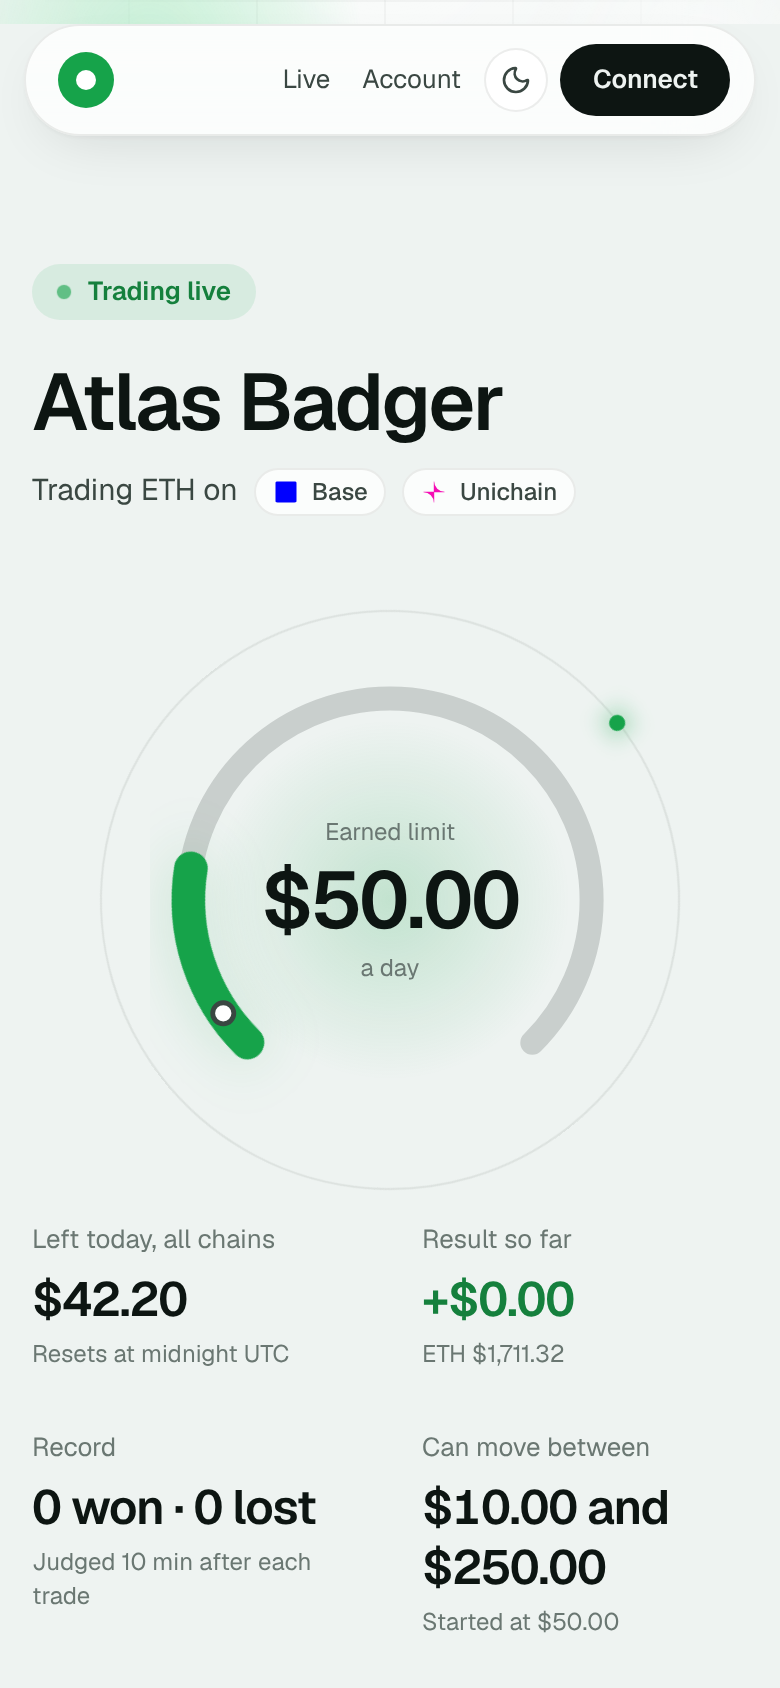 Live Account Connect
Trading live
Atlas Badger
Trading ETH on Base Unichain
Earned limit
$50.00
a day
Left today, all chains
$42.20
Resets at midnight UTC
Result so far
+$0.00
ETH $1,711.32
Record
0 won · 0 lost
Judged 10 min after each
trade
Can move between
$10.00 and
$250.00
Started at $50.00